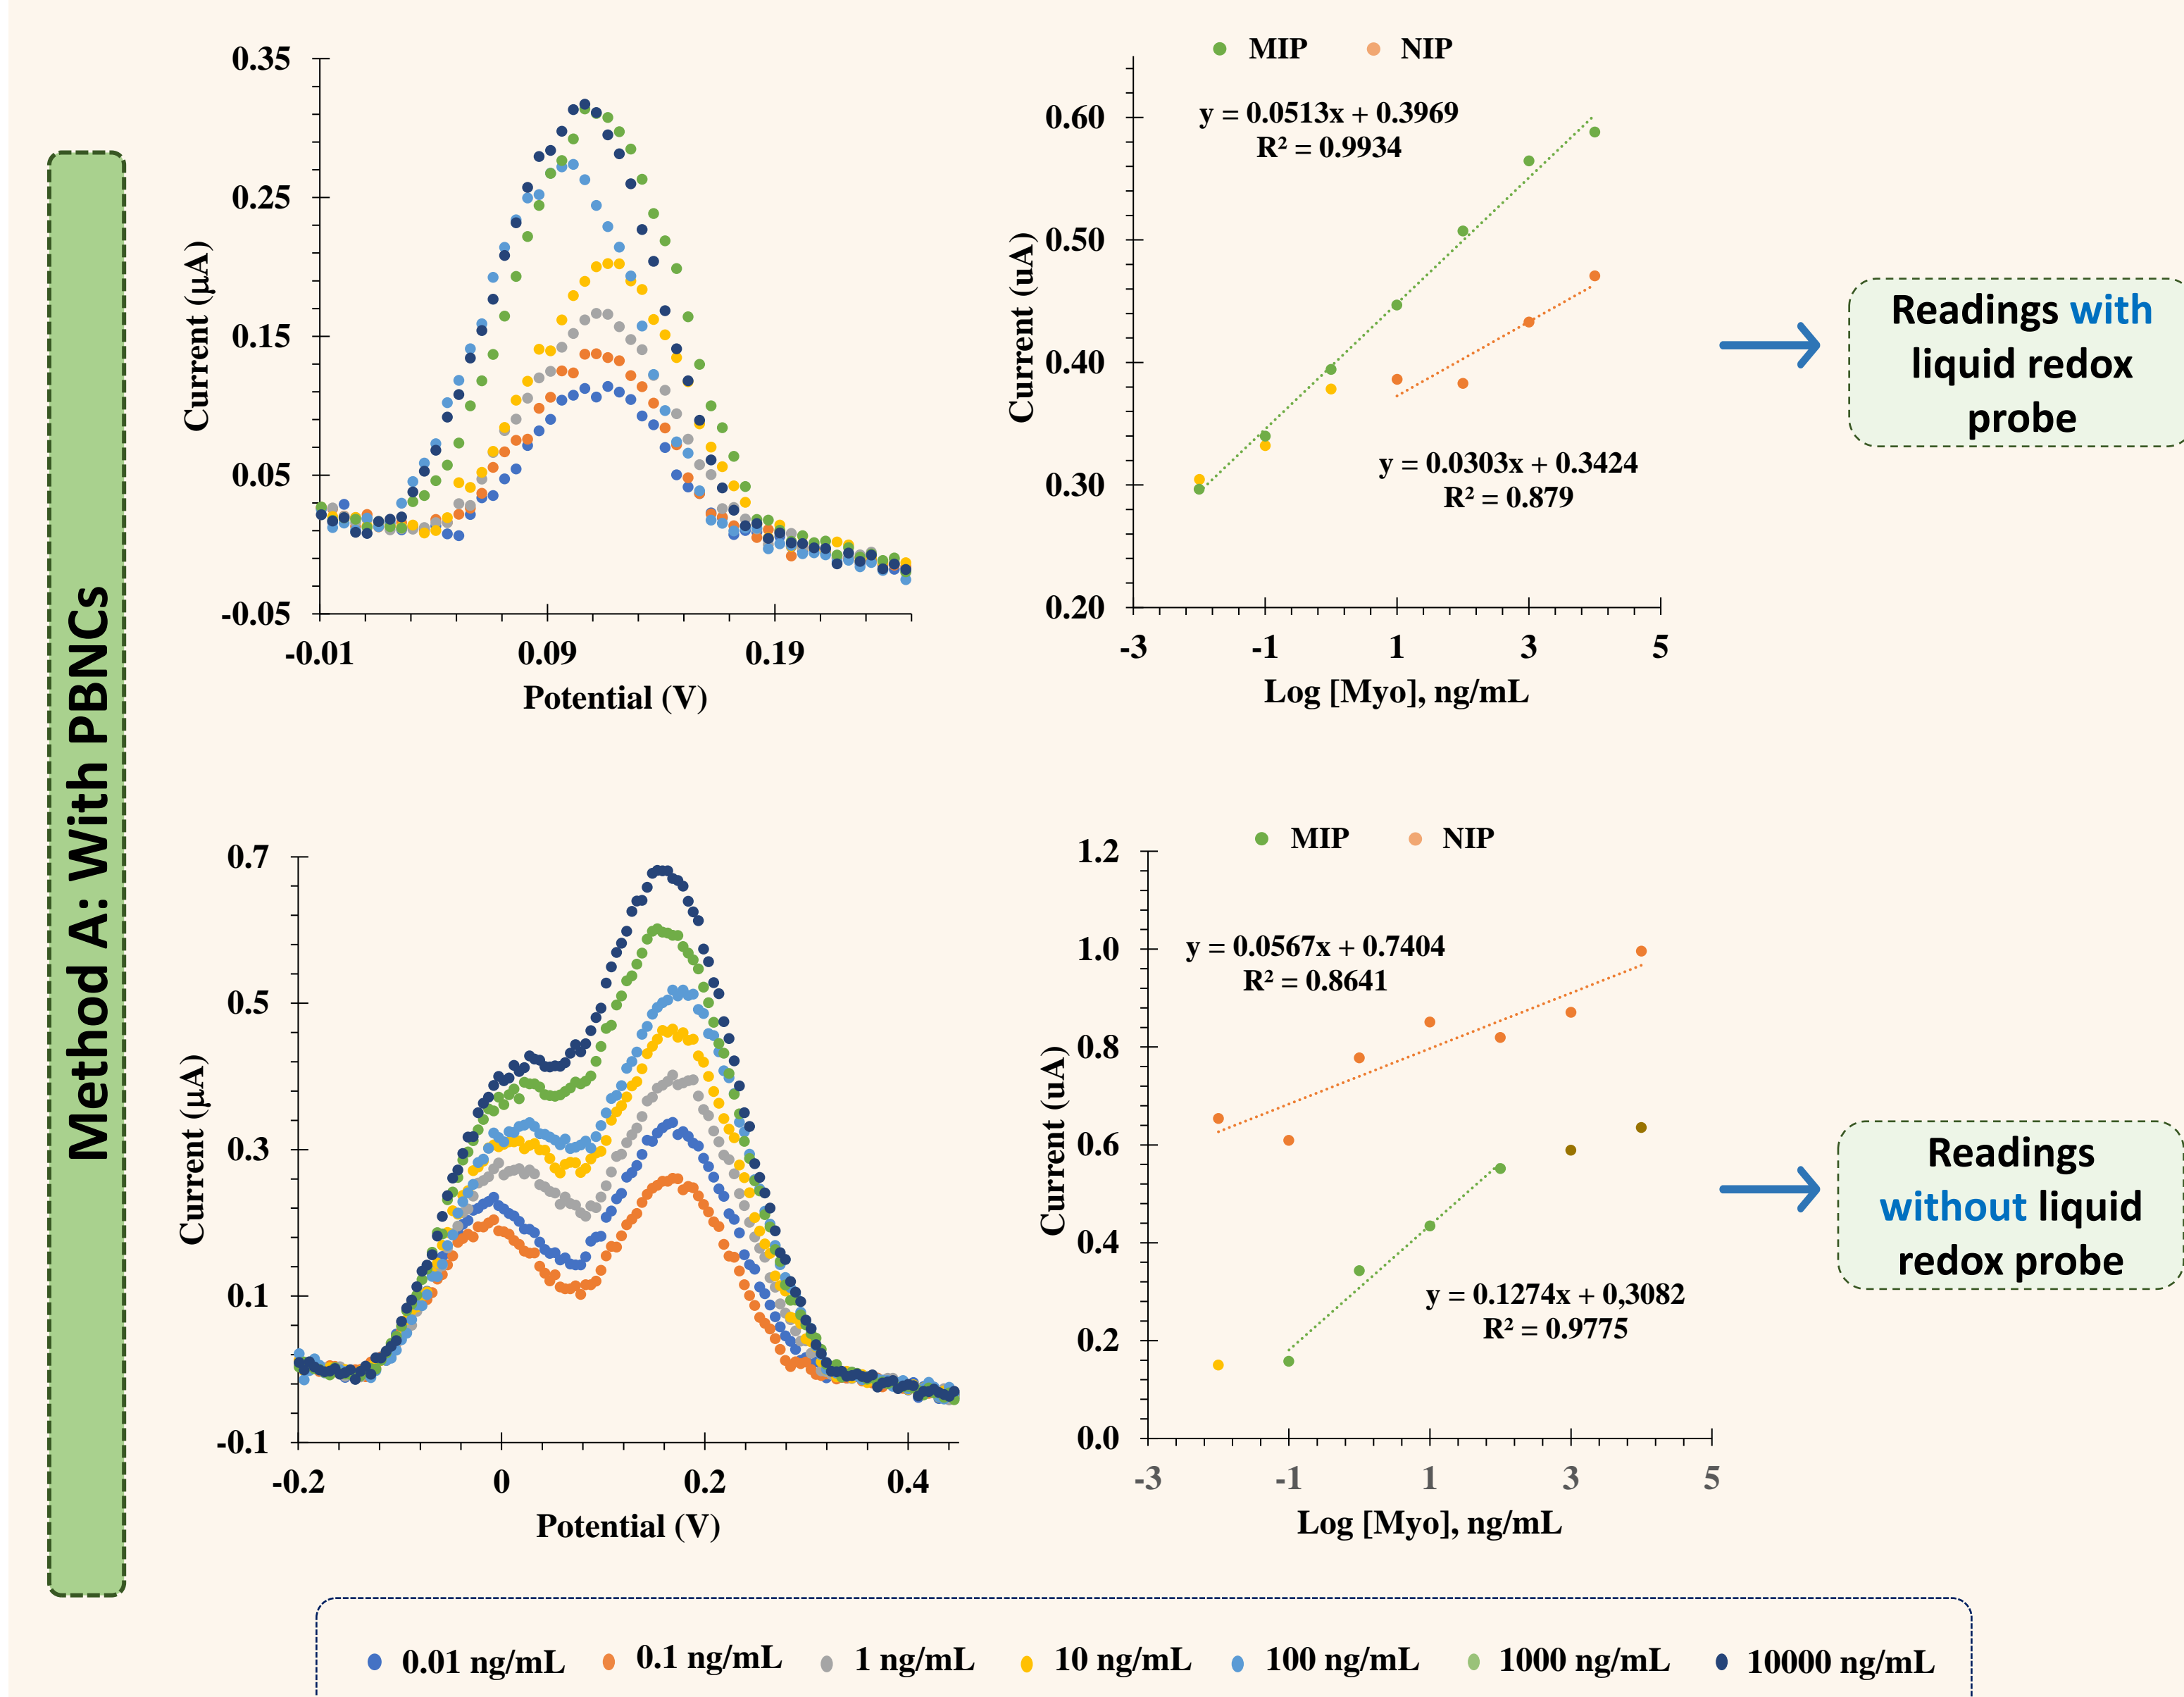 Method A: With PBNCs
0.35
0.25
0.15
0.05
-0.05
-0.01
0.09
0.19
Current (μA)
Potential (V)
MIP
NIP
y = 0.0513x + 0.3969
R² = 0.9934
y = 0.0303x + 0.3424
R² = 0.879
0.60
0.50
0.40
0.30
0.20
-3
-1
1
3
5
Current (uA)
Log [Myo], ng/mL
Readings with
liquid redox
probe
0.7
0.5
0.3
0.1
-0.1
-0.2
0
0.2
0.4
Current (μA)
Potential (V)
MIP
NIP
y = 0.0567x + 0.7404
R² = 0.8641
y = 0.1274x + 0,3082
R² = 0.9775
1.2
1.0
0.8
0.6
0.4
0.2
0.0
-3
-1
1
3
5
Current (uA)
Log [Myo], ng/mL
Readings
without liquid
redox probe
0.01 ng/mL
0.1 ng/mL
1 ng/mL
10 ng/mL
100 ng/mL
1000 ng/mL
10000 ng/mL